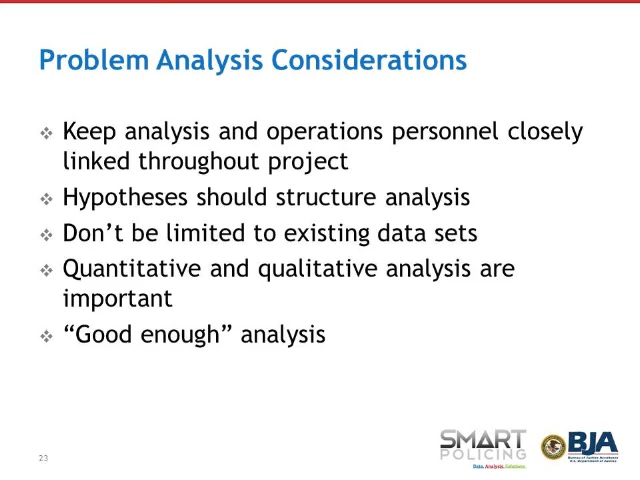 Problem Analysis Considerations
Keep analysis and operations personnel closely
linked throughout project
Hypotheses should structure analysis
Don’t be limited to existing data sets
Quantitative and qualitative analysis are
important
“Good enough” analysis
23
SMART
POLICING
Data. Analysis. Solutions.
BJA
Bureau of Justice Assistance
U.S. Department of Justice